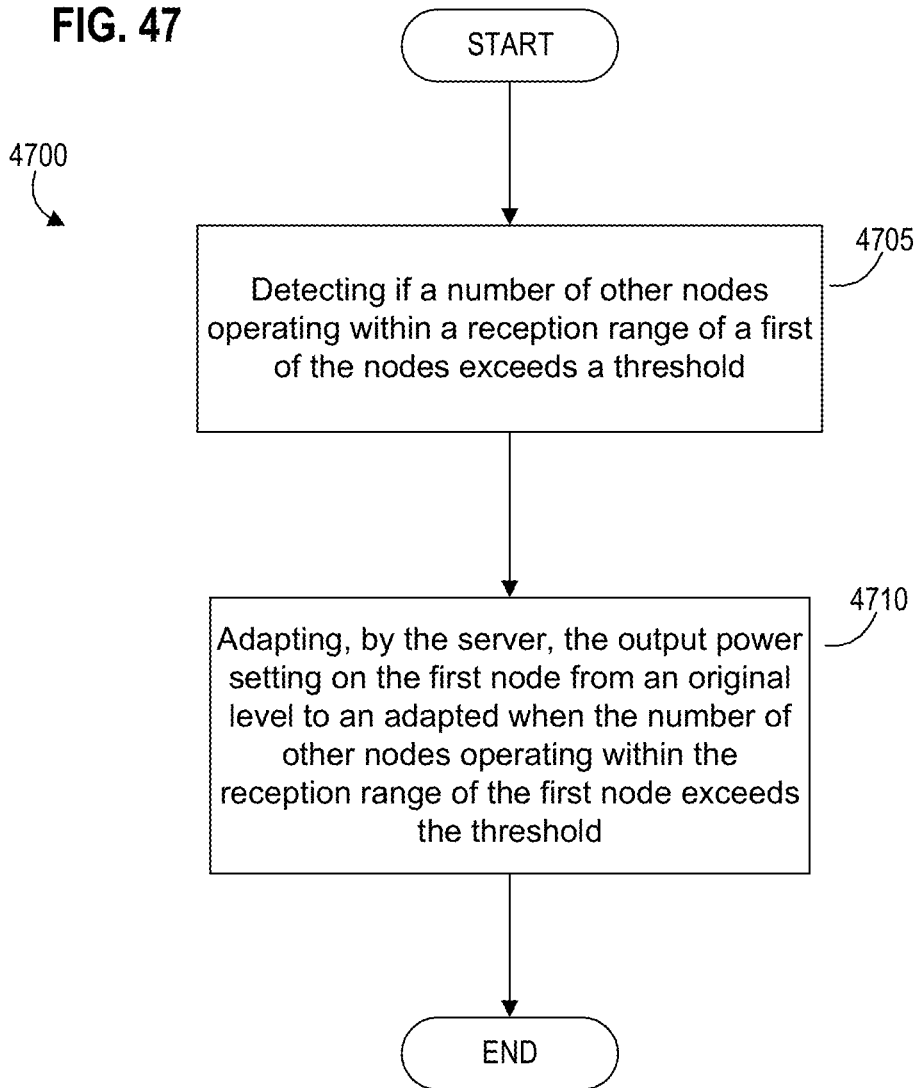 FIG. 47
START
4700
4705
Detecting if a number of other nodes
operating within a reception range of a first
of the nodes exceeds a threshold
4710
Adapting, by the server, the output power
setting on the first node from an original
level to an adapted when the number of
other nodes operating within the
reception range of the first node exceeds
the threshold
END